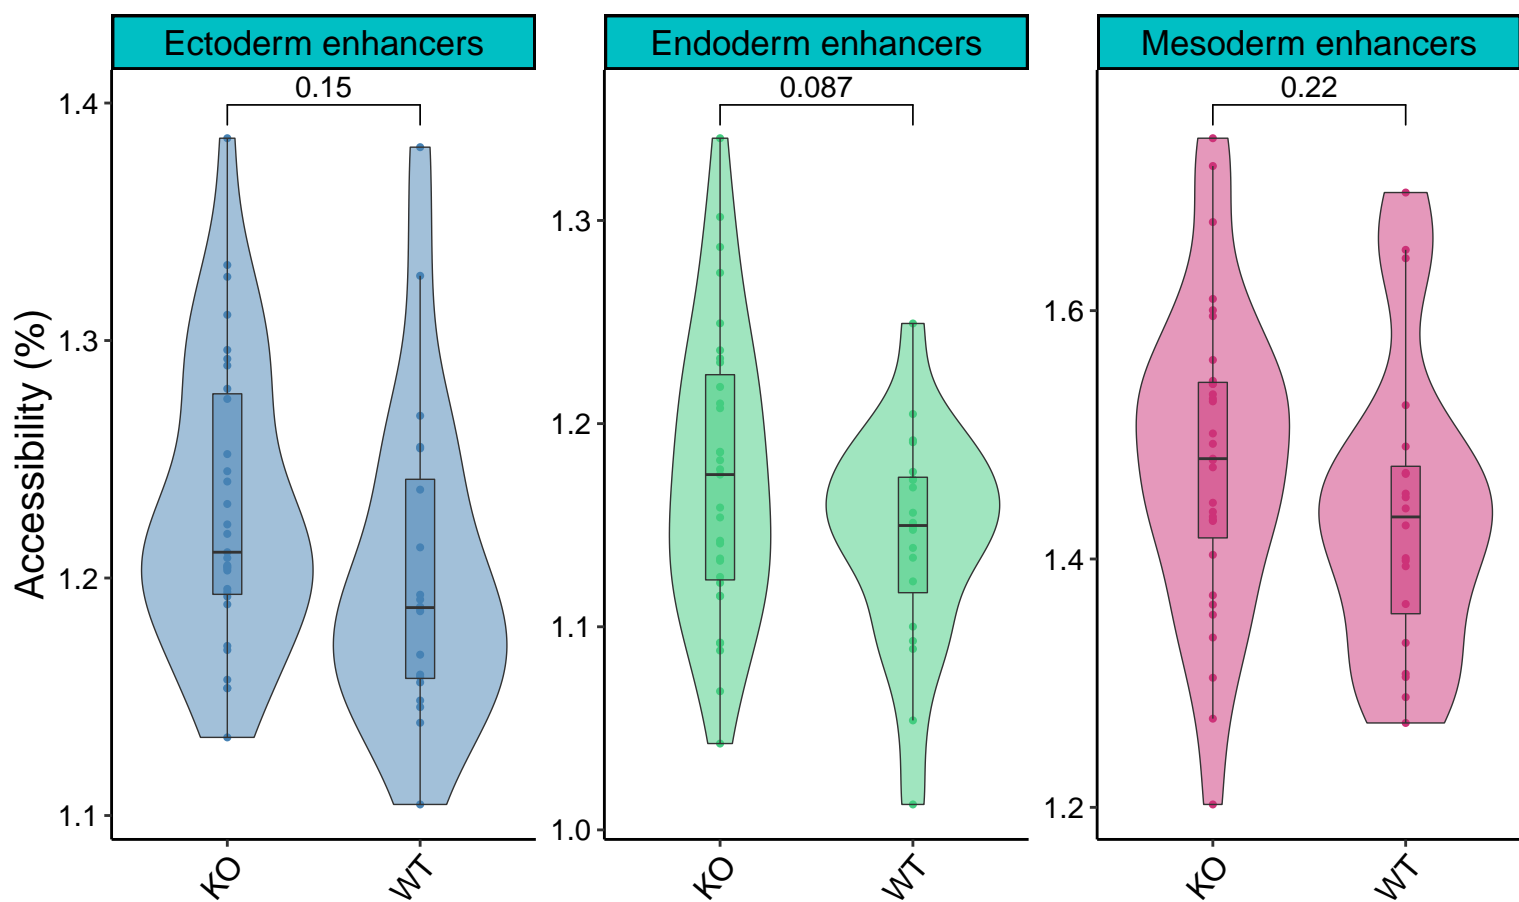 Ectoderm enhancers
Endoderm enhancers
Mesoderm enhancers
0.15
0.087
0.22
Accessibility (%)
1.4
1.3
1.2
1.1
1.3
1.2
1.1
1.0
1.6
1.4
1.2
KO
WT
KO
WT
KO
WT